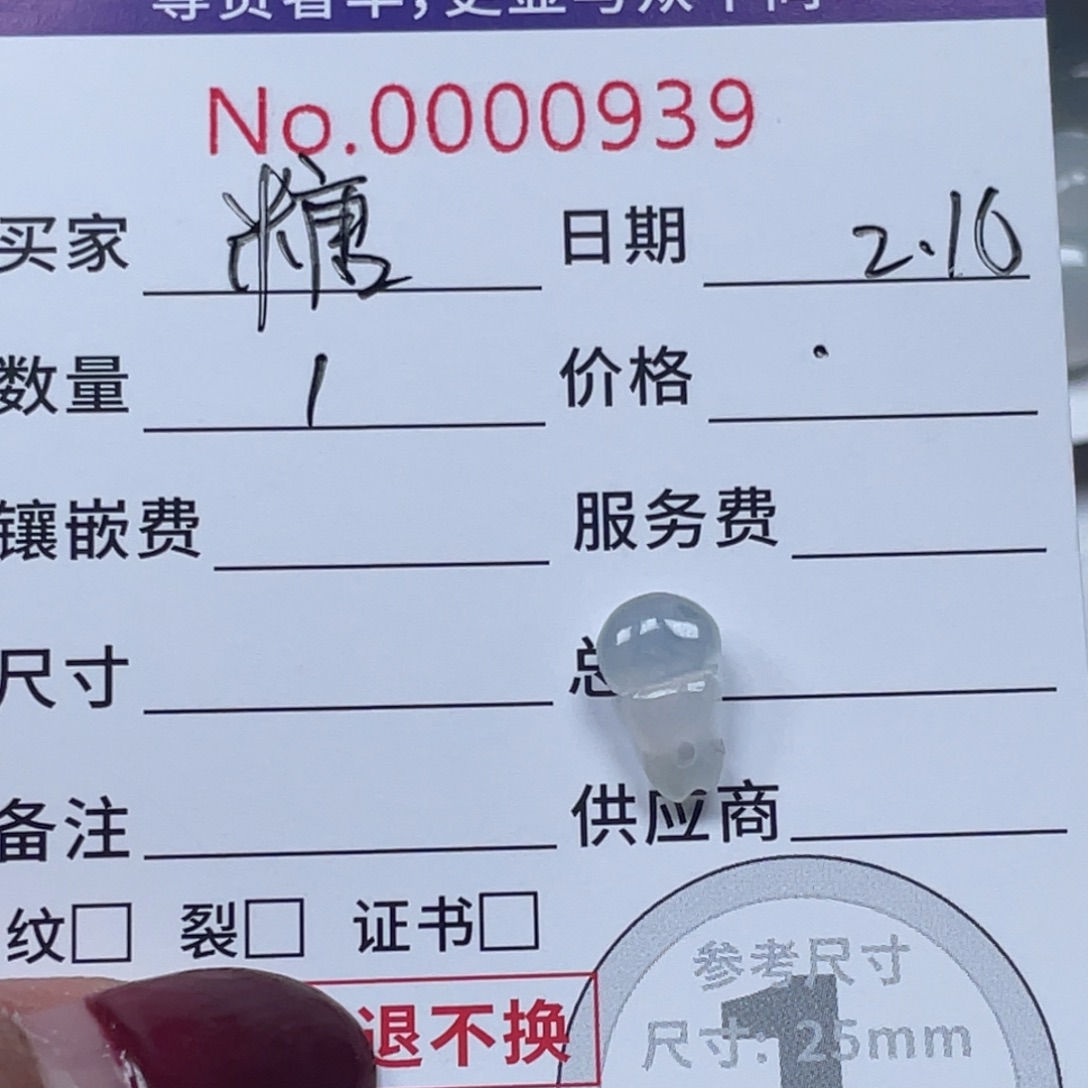 No.0000939
买家 糖 日期 2.10
数量 1 价格 .
镶嵌费 服务费
尺寸 总
备注 供应商
纹□ 裂□ 证书□
退不换
参考尺寸
1
尺寸: 25mm